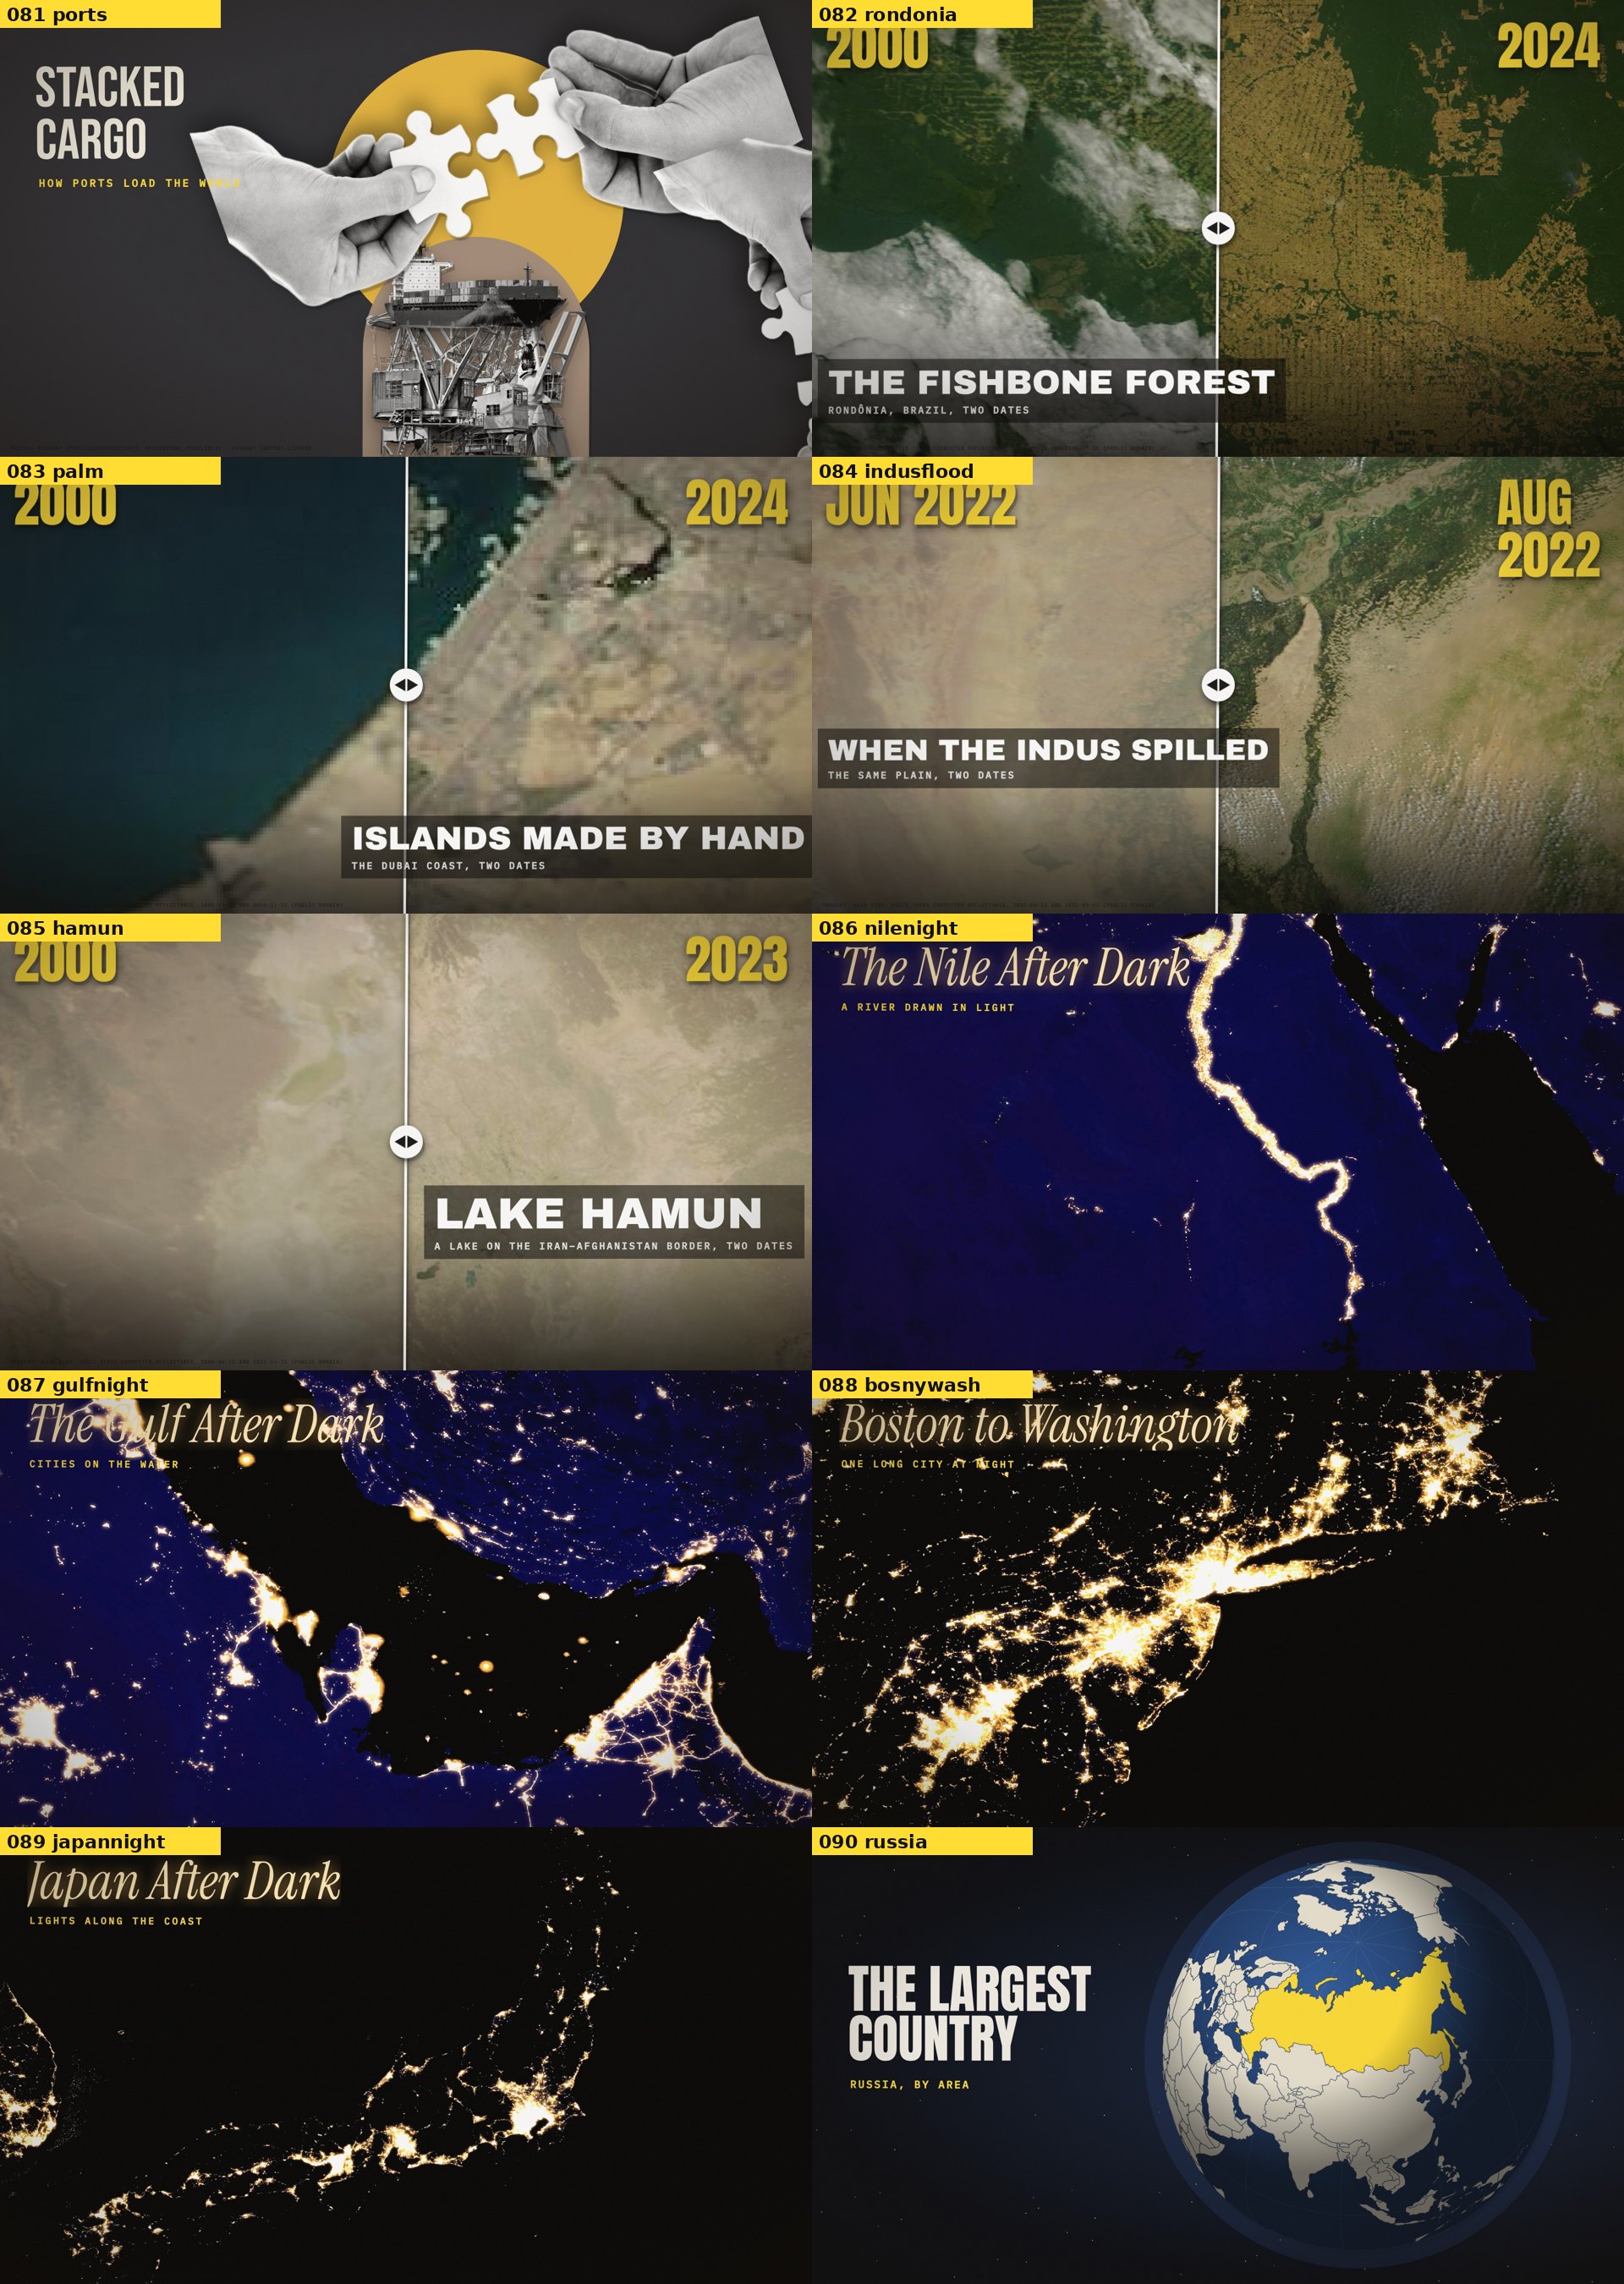 081 ports
STACKED
CARGO
HOW PORTS LOAD THE WORLD
082 rondonia
2000
2024
THE FISHBONE FOREST
RONDÔNIA, BRAZIL, TWO DATES
083 palm
2000
2024
ISLANDS MADE BY HAND
THE DUBAI COAST, TWO DATES
084 indusflood
JUN 2022
AUG
2022
WHEN THE INDUS SPILLED
THE SAME PLAIN, TWO DATES
085 hamun
2000
2023
LAKE HAMUN
A LAKE ON THE IRAN–AFGHANISTAN BORDER, TWO DATES
086 nilenight
The Nile After Dark
A RIVER DRAWN IN LIGHT
087 gulfnight
The Gulf After Dark
CITIES ON THE WATER
088 bosnywash
Boston to Washington
ONE LONG CITY AT NIGHT
089 japannight
Japan After Dark
LIGHTS ALONG THE COAST
090 russia
THE LARGEST
COUNTRY
RUSSIA, BY AREA